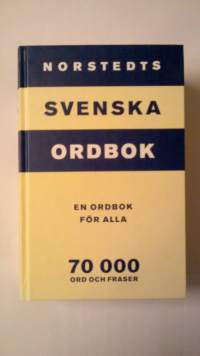 NORSTEDTS
SVENSKA
ORDBOK
EN ORDBOK
FÖR ALLA
70 000
ORD OCH FRASER